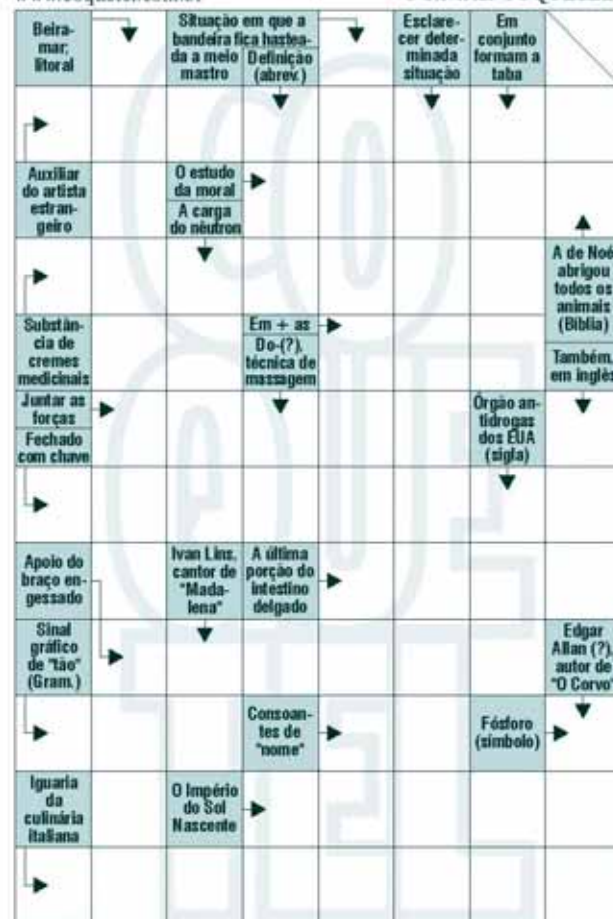 Beira-
mar;
litoral
Situação em que a
bandeira fica hastea-
da a meio
mastro
Definição
(abrev.)
Esclare-
cer deter-
minada
situação
Em
conjunto
formam a
taba
Auxiliar
do artista
estran-
geiro
O estudo
da moral
A carga
do nêutron
A de Noé
abrigou
todos os
animais
(Bíblia)
Também,
em inglês
Substân-
cia de
cremes
medicinais
Em + as
Do-(?),
técnica de
massagem
Juntar as
forças
Fechado
com chave
Órgão an-
tidrogas
dos EUA
(sigla)
Apoio do
braço en-
gessado
Ivan Lins,
cantor de
"Mada-
lena"
A última
porção do
intestino
delgado
Sinal
gráfico
de "tão"
(Gram.)
Edgar
Allan (?),
autor de
"O Corvo"
Consoan-
tes de
"nome"
Fósforo
(símbolo)
Iguaria
da
culinária
italiana
O Império
do Sol
Nascente
COQUETEL